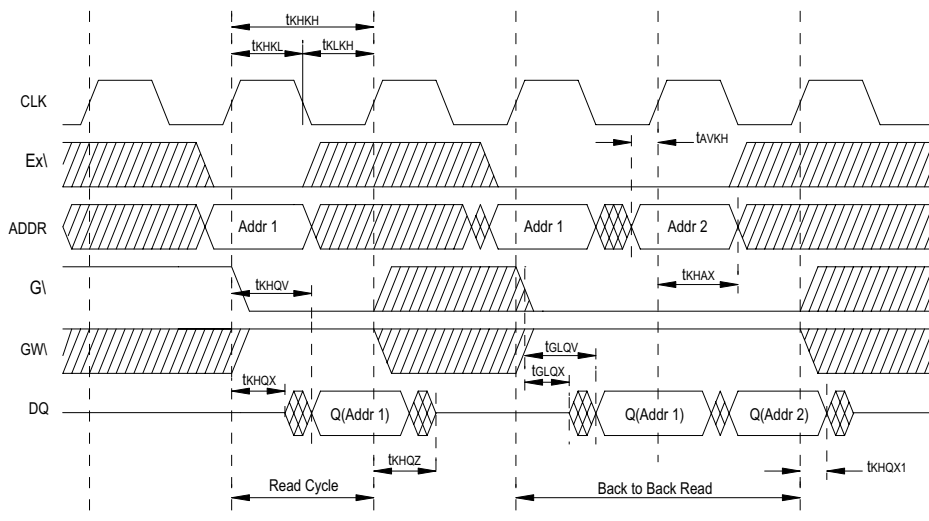 tKHKH
tKHKL tKLKH
CLK
tAVKH
Ex\
ADDR Addr 1 Addr 1 Addr 2
G\ tKHQV tKHAX
GW\ tGLQV
tKHQX tGLQX
DQ Q(Addr 1) Q(Addr 1) Q(Addr 2)
tKHQZ tKHQX1
Read Cycle Back to Back Read